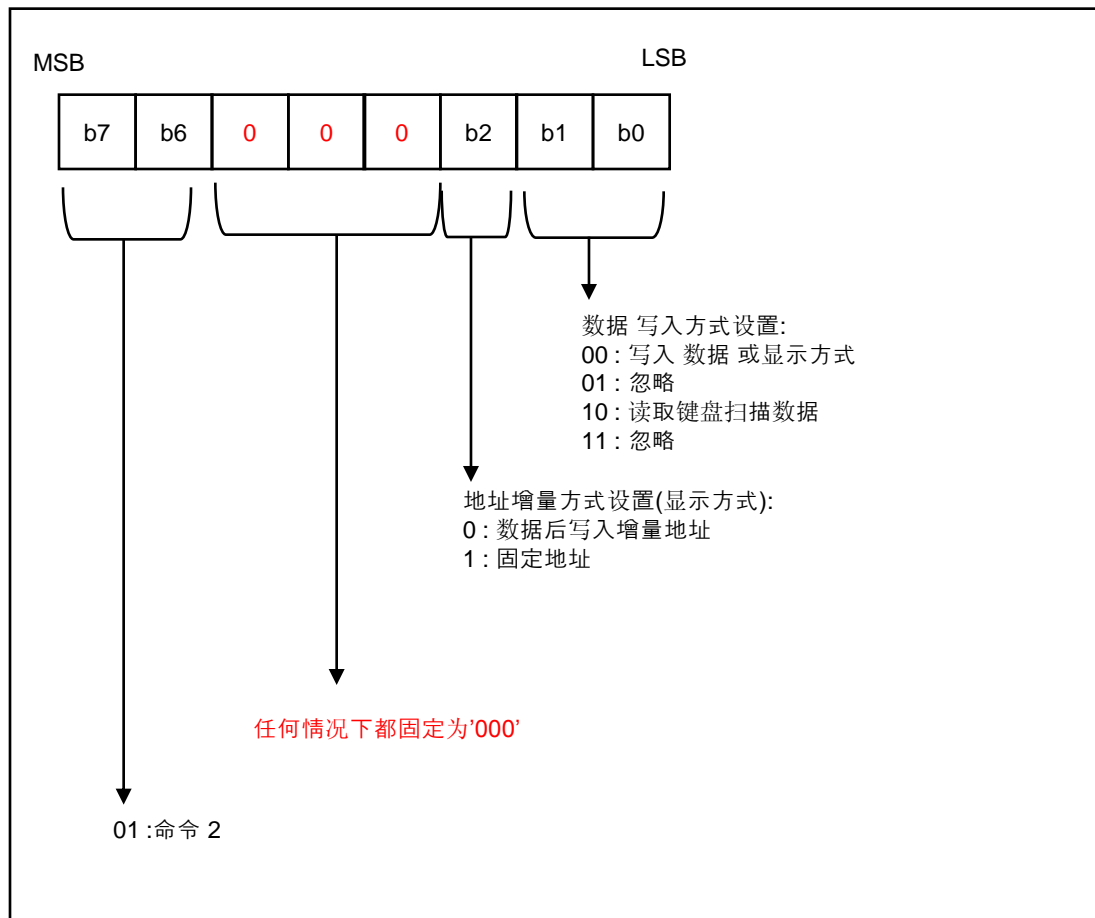 MSB
LSB
b7 b6 0 0 0 b2 b1 b0
数据 写入方式设置:
00 : 写入 数据 或显示方式
01 : 忽略
10 : 读取键盘扫描数据
11 : 忽略
地址增量方式设置(显示方式):
0 : 数据后写入增量地址
1 : 固定地址
任何情况下都固定为’000’
01 :命令 2